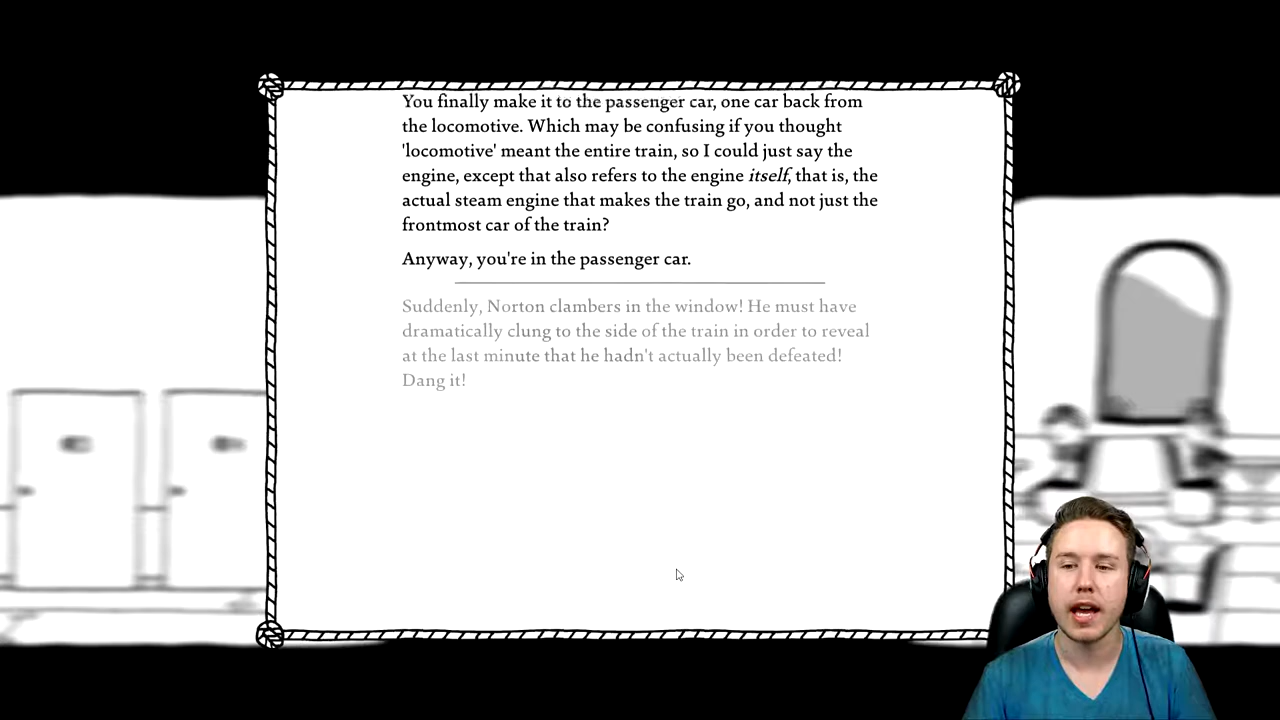 You finally make it to the passenger car, one car back from
the locomotive. Which may be confusing if you thought
'locomotive' meant the entire train, so I could just say the
engine, except that also refers to the engine itself, that is, the
actual steam engine that makes the train go, and not just the
frontmost car of the train?
Anyway, you're in the passenger car.
Suddenly, Norton clambers in the window! He must have
dramatically clung to the side of the train in order to reveal
at the last minute that he hadn't actually been defeated!
Dang it!